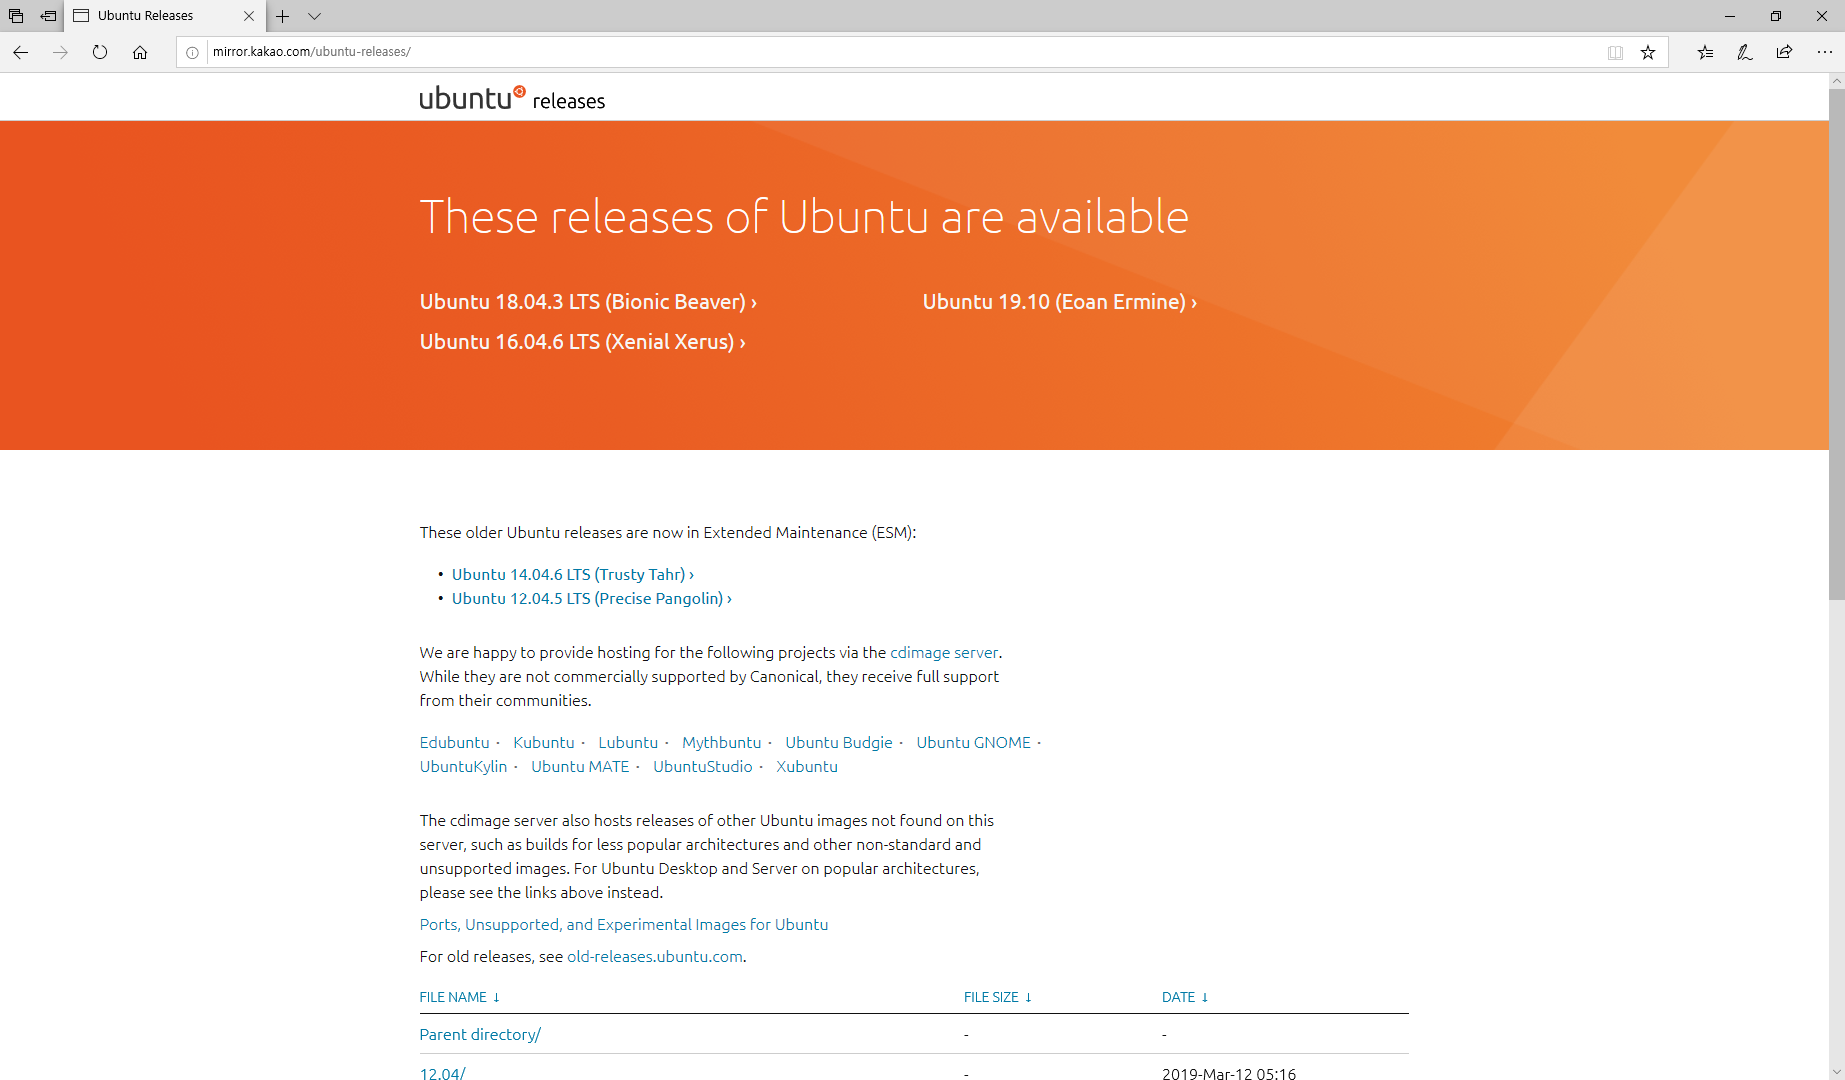 Ubuntu Releases
mirror.kakao.com/ubuntu-releases/
ubuntu releases
These releases of Ubuntu are available
Ubuntu 18.04.3 LTS (Bionic Beaver) ›
Ubuntu 19.10 (Eoan Ermine) ›
Ubuntu 16.04.6 LTS (Xenial Xerus) ›
These older Ubuntu releases are now in Extended Maintenance (ESM):
• Ubuntu 14.04.6 LTS (Trusty Tahr) ›
• Ubuntu 12.04.5 LTS (Precise Pangolin) ›
We are happy to provide hosting for the following projects via the cdimage server.
While they are not commercially supported by Canonical, they receive full support
from their communities.
Edubuntu · Kubuntu · Lubuntu · Mythbuntu · Ubuntu Budgie · Ubuntu GNOME ·
UbuntuKylin · Ubuntu MATE · UbuntuStudio · Xubuntu
The cdimage server also hosts releases of other Ubuntu images not found on this
server, such as builds for less popular architectures and other non-standard and
unsupported images. For Ubuntu Desktop and Server on popular architectures,
please see the links above instead.
Ports, Unsupported, and Experimental Images for Ubuntu
For old releases, see old-releases.ubuntu.com.
FILE NAME ↓ FILE SIZE ↓ DATE ↓
Parent directory/ - -
12.04/ - 2019-Mar-12 05:16